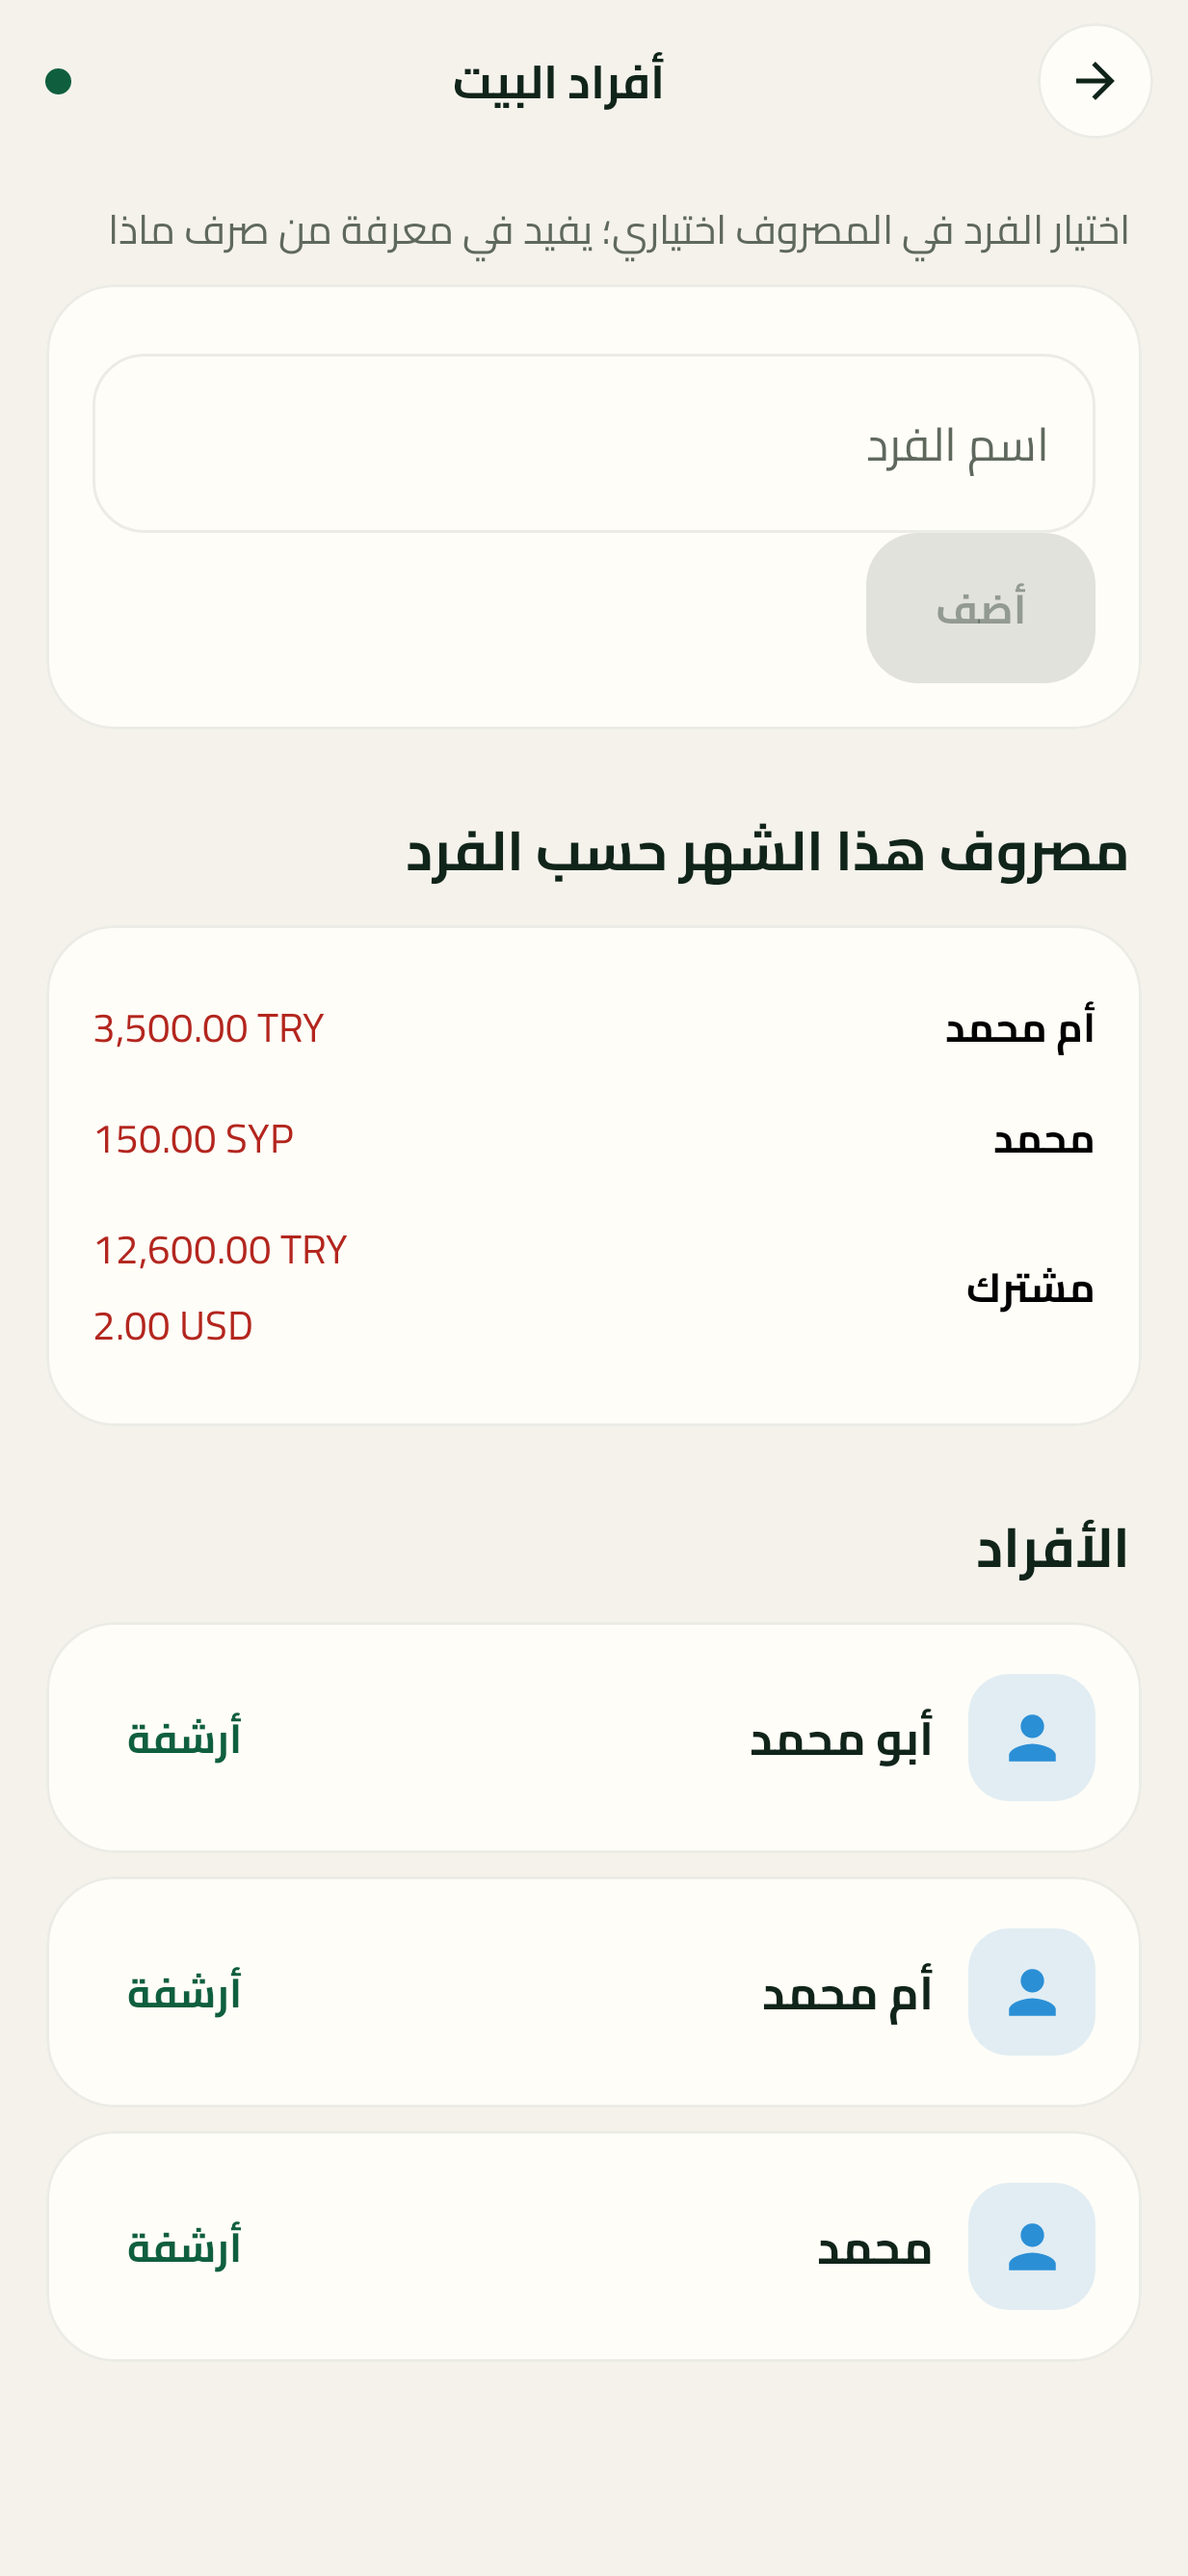 أفراد البيت
اختيار الفرد في المصروف اختياري؛ يفيد في معرفة من صرف ماذا
اسم الفرد
أضف
مصروف هذا الشهر حسب الفرد
أم محمد 3,500.00 TRY
محمد 150.00 SYP
مشترك 12,600.00 TRY
2.00 USD
الأفراد
أبو محمد أرشفة
أم محمد أرشفة
محمد أرشفة